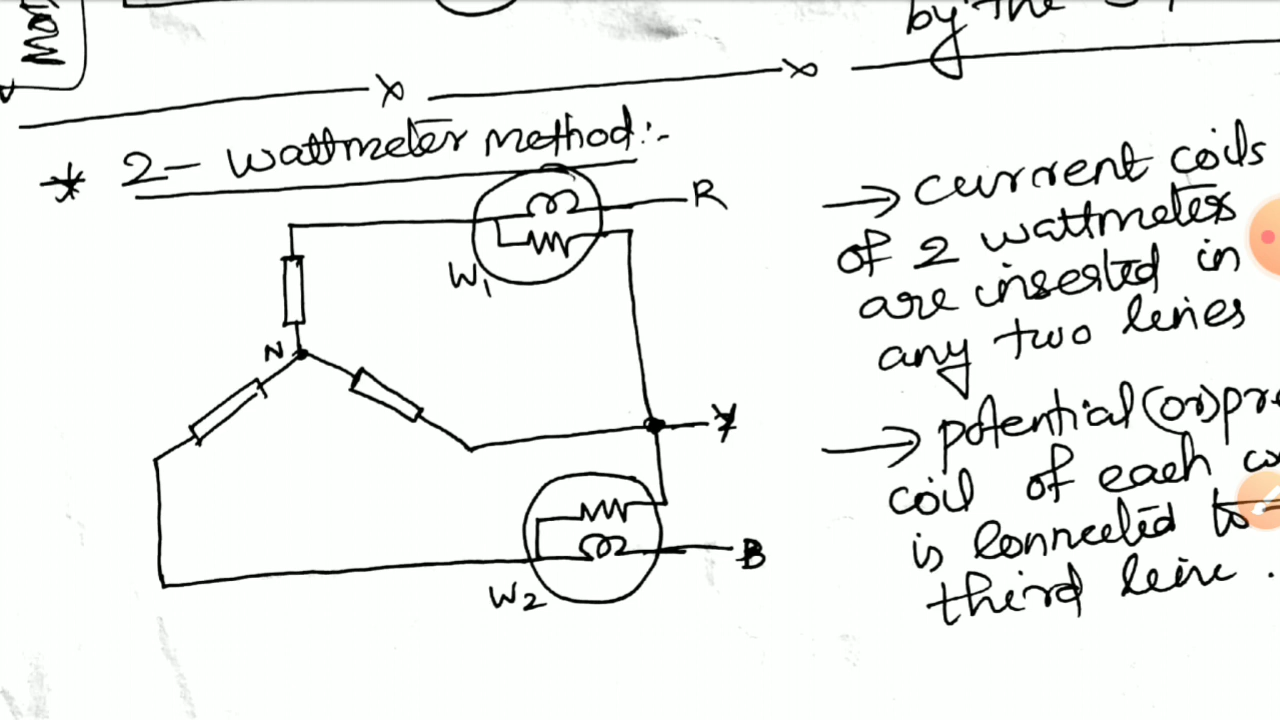 by the
* 2- wattmeter method:-
R
W1
N
Y
B
W2
→ current coils
of 2 wattmeter
are inserted in
any two lines
→ potential (or) pre
coil of each
is connected to
third line.